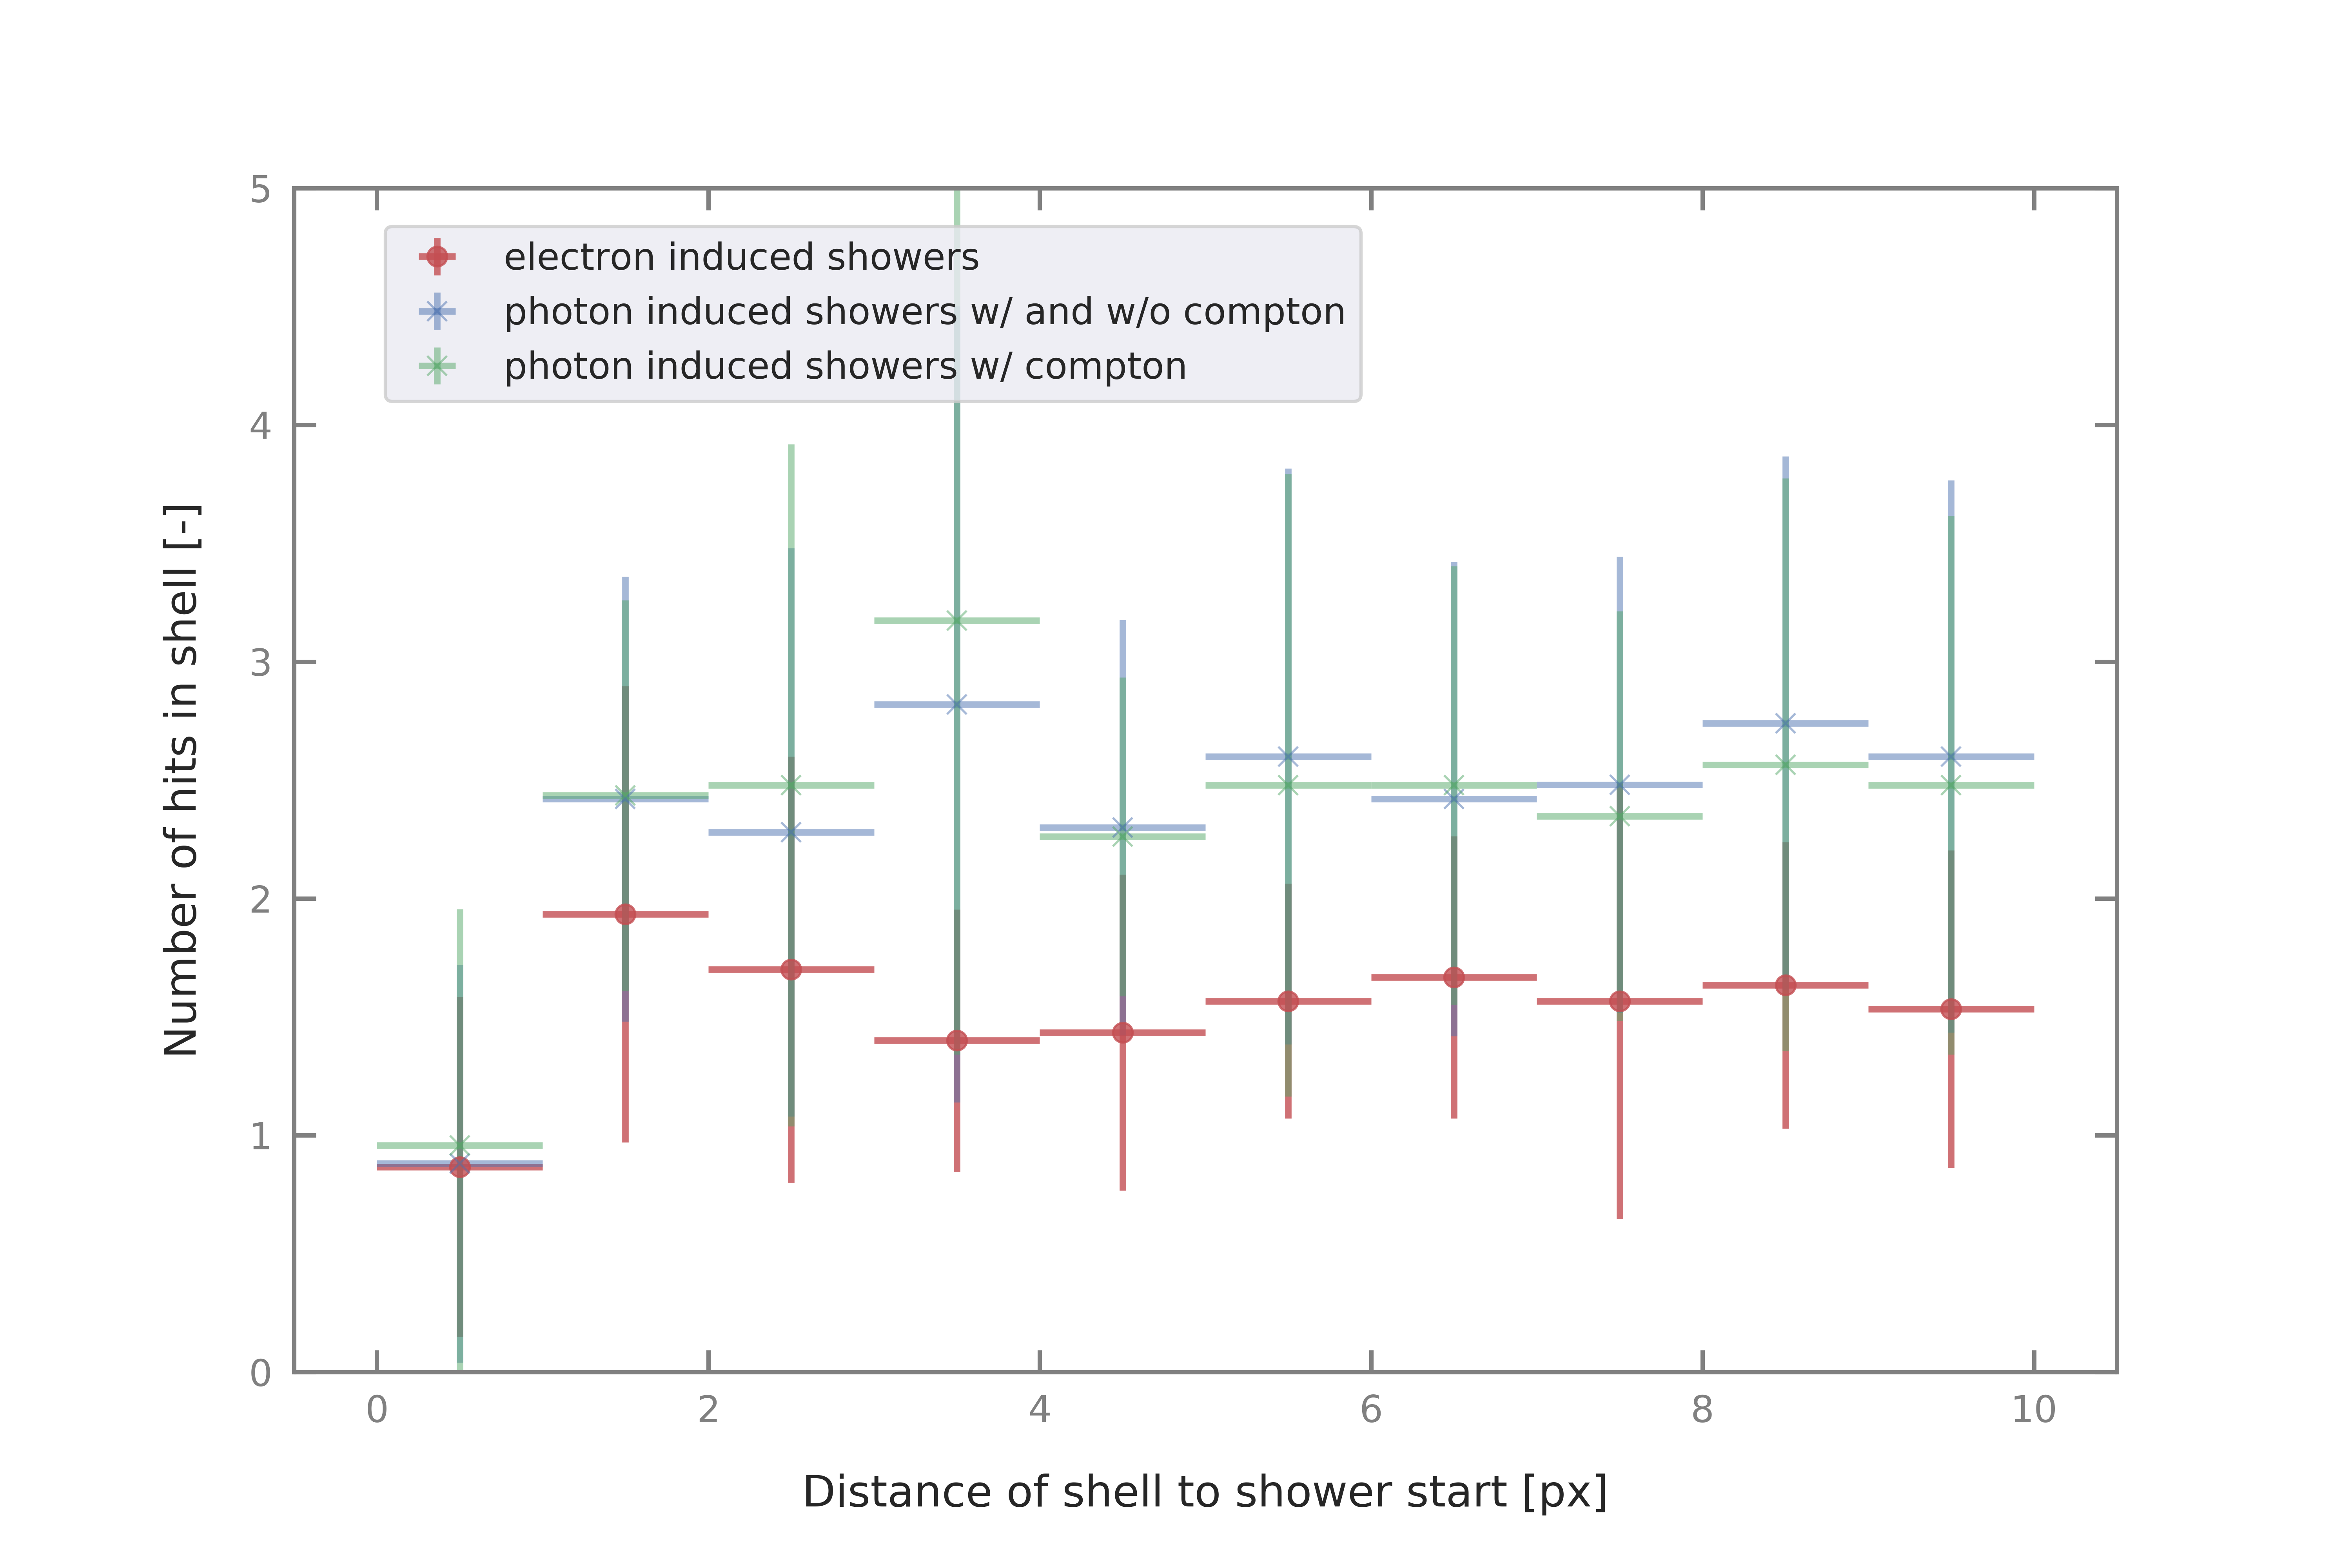 5
electron induced showers
photon induced showers w/ and w/o compton
photon induced showers w/ compton
4
3
2
1
0
Number of hits in shell [-]
0 2 4 6 8 10
Distance of shell to shower start [px]